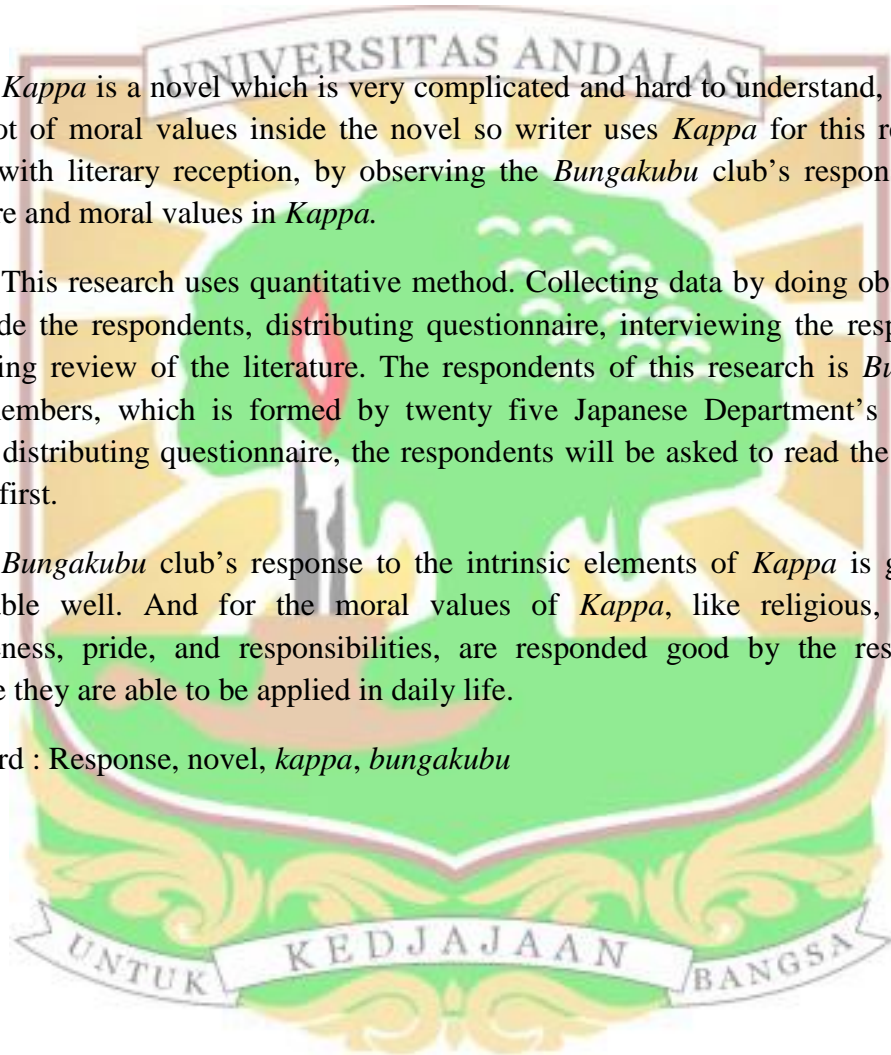 UNIVERSITAS ANDALAS
Kappa is a novel which is very complicated and hard to understand,
ot of moral values inside the novel so writer uses Kappa for this re
with literary reception, by observing the Bungakubu club's respon
re and moral values in Kappa.
This research uses quantitative method. Collecting data by doing ob
de the respondents, distributing questionnaire, interviewing the resp
ing review of the literature. The respondents of this research is Bu
embers, which is formed by twenty five Japanese Department's
distributing questionnaire, the respondents will be asked to read the
first.
Bungakubu club's response to the intrinsic elements of Kappa is g
able well. And for the moral values of Kappa, like religious,
ness, pride, and responsibilities, are responded good by the res
e they are able to be applied in daily life.
rd : Response, novel, kappa, bungakubu
UNTUK KEDJAJAAN BANGSA